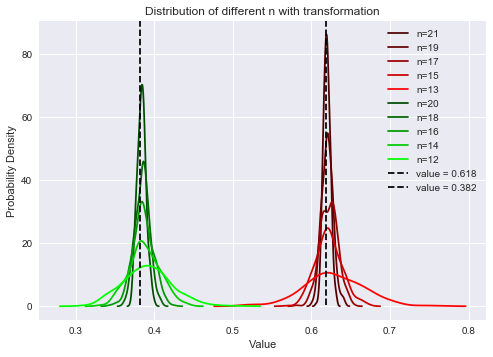 Distribution of different n with transformation
80
60
40
20
0
Probability Density
0.3
0.4
0.5
0.6
0.7
0.8
Value
n=21
n=19
n=17
n=15
n=13
n=20
n=18
n=16
n=14
n=12
value = 0.618
value = 0.382